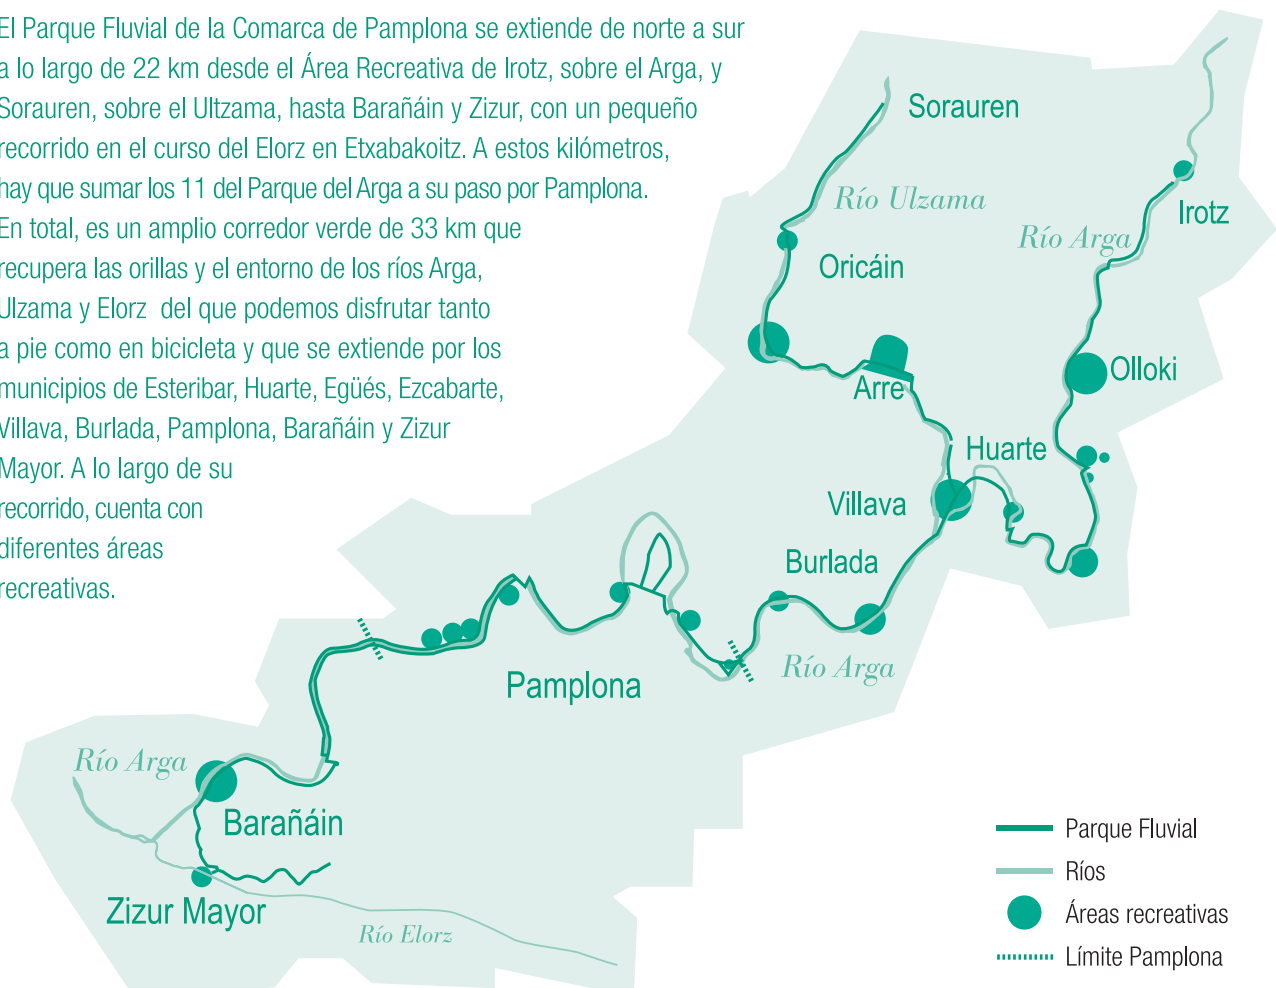 El Parque Fluvial de la Comarca de Pamplona se extiende de norte a sur
a lo largo de 22 km desde el Área Recreativa de Irotz, sobre el Arga, y
Sorauren, sobre el Ultzama, hasta Barañáin y Zizur, con un pequeño
recorrido en el curso del Elorz en Etxabakoitz. A estos kilómetros,
hay que sumar los 11 del Parque del Arga a su paso por Pamplona.
En total, es un amplio corredor verde de 33 km que
recupera las orillas y el entorno de los ríos Arga,
Ulzama y Elorz del que podemos disfrutar tanto
a pie como en bicicleta y que se extiende por los
municipios de Esteribar, Huarte, Egüés, Ezcabarte,
Villava, Burlada, Pamplona, Barañáin y Zizur
Mayor. A lo largo de su
recorrido, cuenta con
diferentes áreas
recreativas.
Sorauren
Río Ulzama
Irotz
Río Arga
Oricáin
Olloki
Arre
Huarte
Villava
Burlada
Río Arga
Pamplona
Río Arga
Barañáin
Zizur Mayor
Río Elorz
Parque Fluvial
Ríos
Áreas recreativas
Límite Pamplona